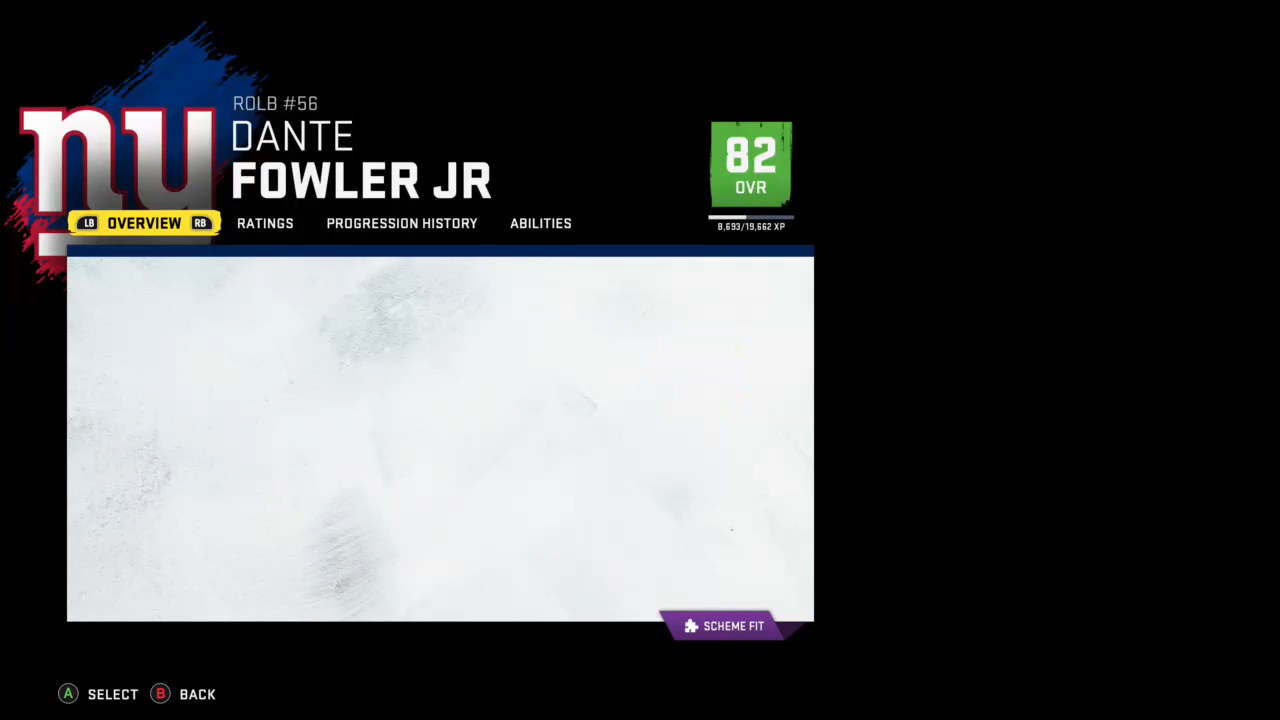 ny
ROLB #56
DANTE
FOWLER JR
82
OVR
8,693/19,662 XP
LB OVERVIEW RB RATINGS PROGRESSION HISTORY ABILITIES
SCHEME FIT
A SELECT B BACK